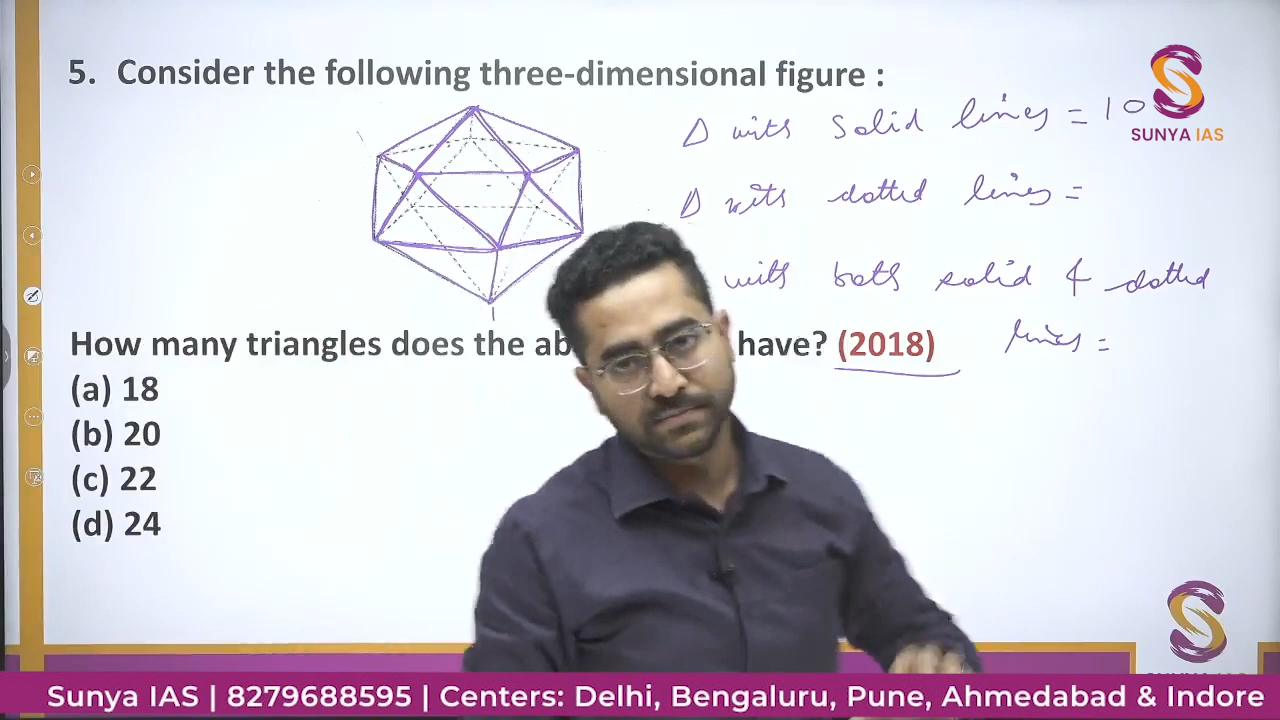 5. Consider the following three-dimensional figure :
Δ with solid lines = 10
SUNYA IAS
Δ with dotted lines =
with both solid & dotted
lines =
How many triangles does the ab have? (2018)
(a) 18
(b) 20
(c) 22
(d) 24
Sunya IAS | 8279688595 | Centers: Delhi, Bengaluru, Pune, Ahmedabad & Indore